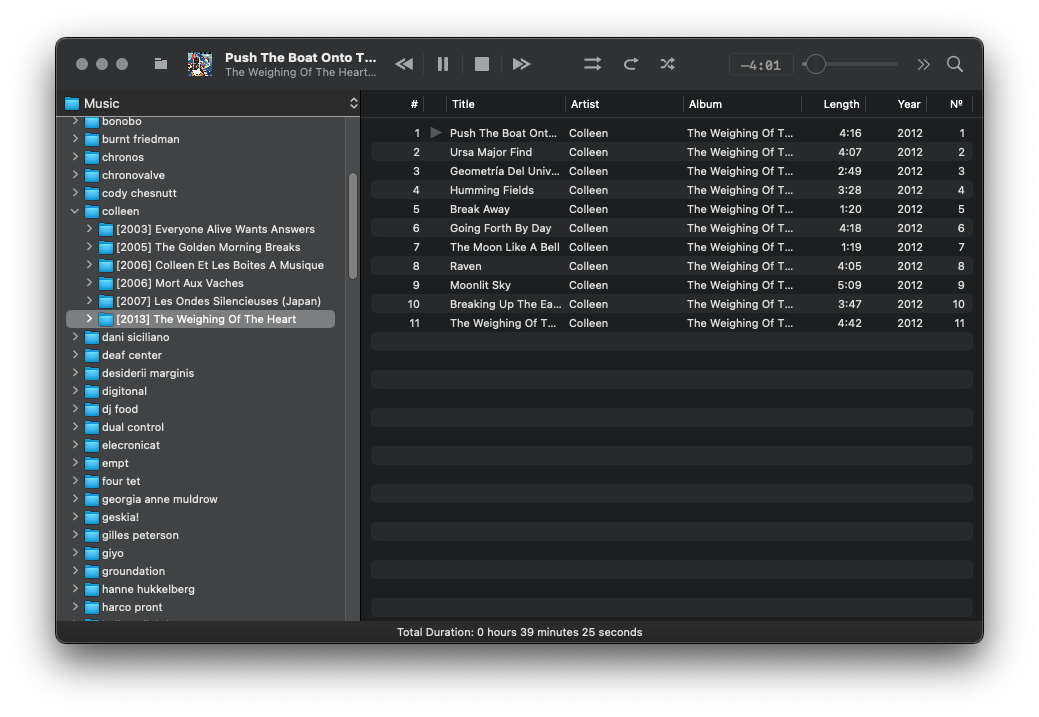 Push The Boat Onto T...
The Weighing Of The Heart...
–4:01
Music
bonobo
burnt friedman
chronos
chronovalve
cody chesnutt
colleen
[2003] Everyone Alive Wants Answers
[2005] The Golden Morning Breaks
[2006] Colleen Et Les Boites A Musique
[2006] Mort Aux Vaches
[2007] Les Ondes Silencieuses (Japan)
[2013] The Weighing Of The Heart
dani siciliano
deaf center
desiderii marginis
digitonal
dj food
dual control
elecronicat
empt
four tet
georgia anne muldrow
geskia!
gilles peterson
giyo
groundation
hanne hukkelberg
harco pront
# Title Artist Album Length Year Nº
1 Push The Boat Ont... Colleen The Weighing Of T... 4:16 2012 1
2 Ursa Major Find Colleen The Weighing Of T... 4:07 2012 2
3 Geometría Del Univ... Colleen The Weighing Of T... 2:49 2012 3
4 Humming Fields Colleen The Weighing Of T... 3:28 2012 4
5 Break Away Colleen The Weighing Of T... 1:20 2012 5
6 Going Forth By Day Colleen The Weighing Of T... 4:18 2012 6
7 The Moon Like A Bell Colleen The Weighing Of T... 1:19 2012 7
8 Raven Colleen The Weighing Of T... 4:05 2012 8
9 Moonlit Sky Colleen The Weighing Of T... 5:09 2012 9
10 Breaking Up The Ea... Colleen The Weighing Of T... 3:47 2012 10
11 The Weighing Of T... Colleen The Weighing Of T... 4:42 2012 11
Total Duration: 0 hours 39 minutes 25 seconds